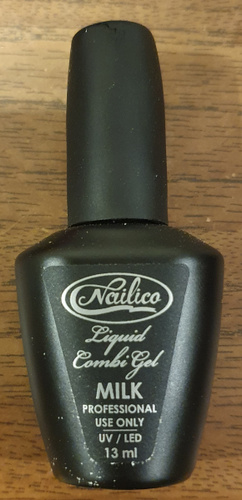 Nailico
Liquid
Combi Gel
MILK
PROFESSIONAL
USE ONLY
UV / LED
13 ml